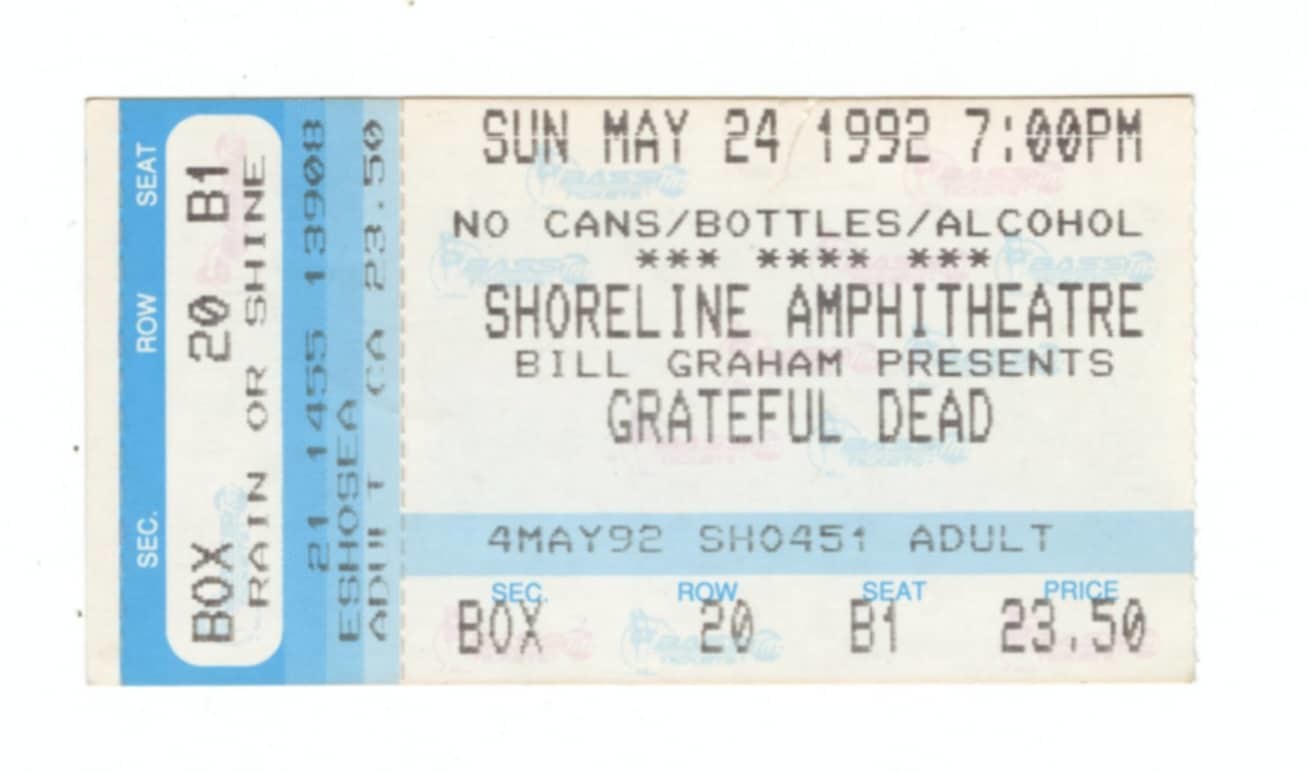 SUN MAY 24 1992 7:00PM
NO CANS/BOTTLES/ALCOHOL
*** **** ***
SHORELINE AMPHITHEATRE
BILL GRAHAM PRESENTS
GRATEFUL DEAD
4MAY92 SH0451 ADULT
SEC. ROW SEAT PRICE
BOX 20 B1 23.50
SEC. ROW SEAT
BOX 20 B1
RAIN OR SHINE
21 1455 13908
ESHOSEA
ADULT CA 23.50
BASS
TICKETS